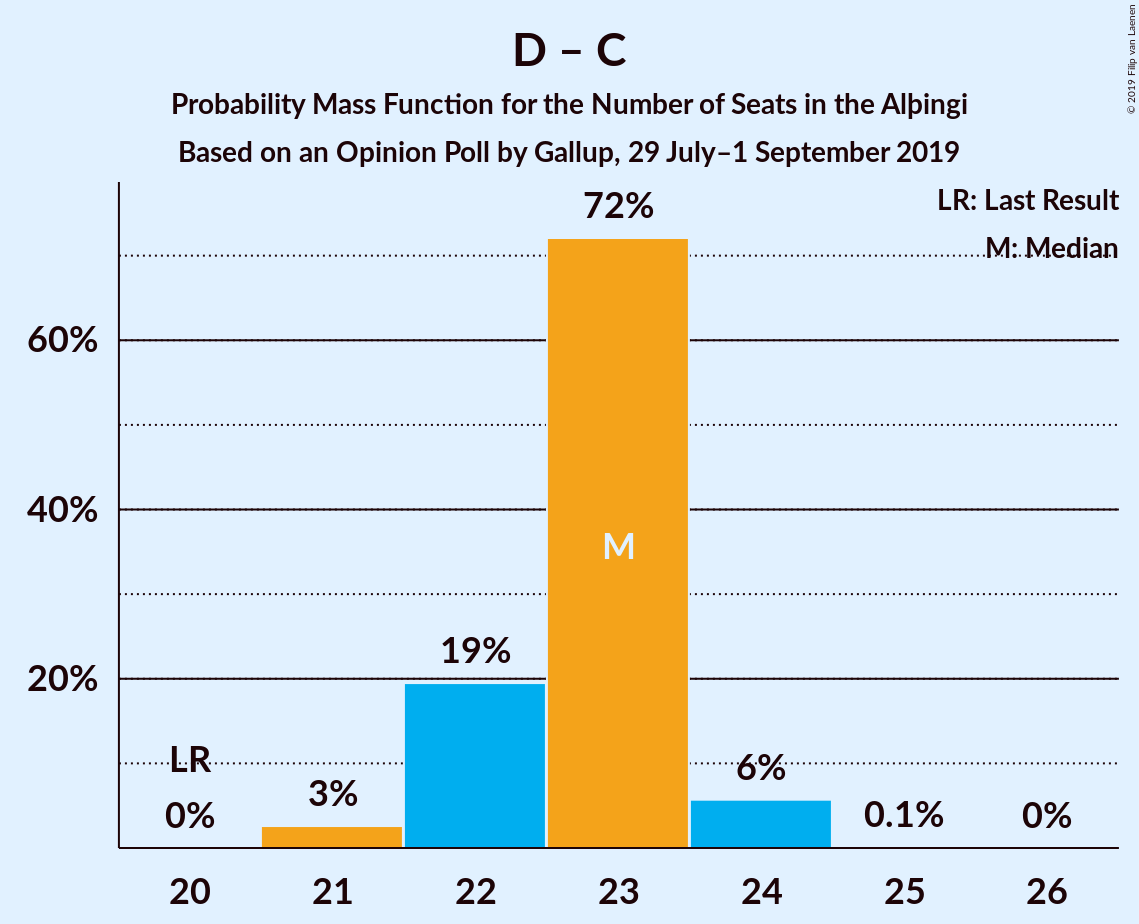 D – C
Probability Mass Function for the Number of Seats in the Alþingi
Based on an Opinion Poll by Gallup, 29 July–1 September 2019
© 2019 Filip van Laenen
LR: Last Result
M: Median
72%
60%
40%
M
19%
20%
LR
0%
3%
6%
0.1%
0%
20 21 22 23 24 25 26